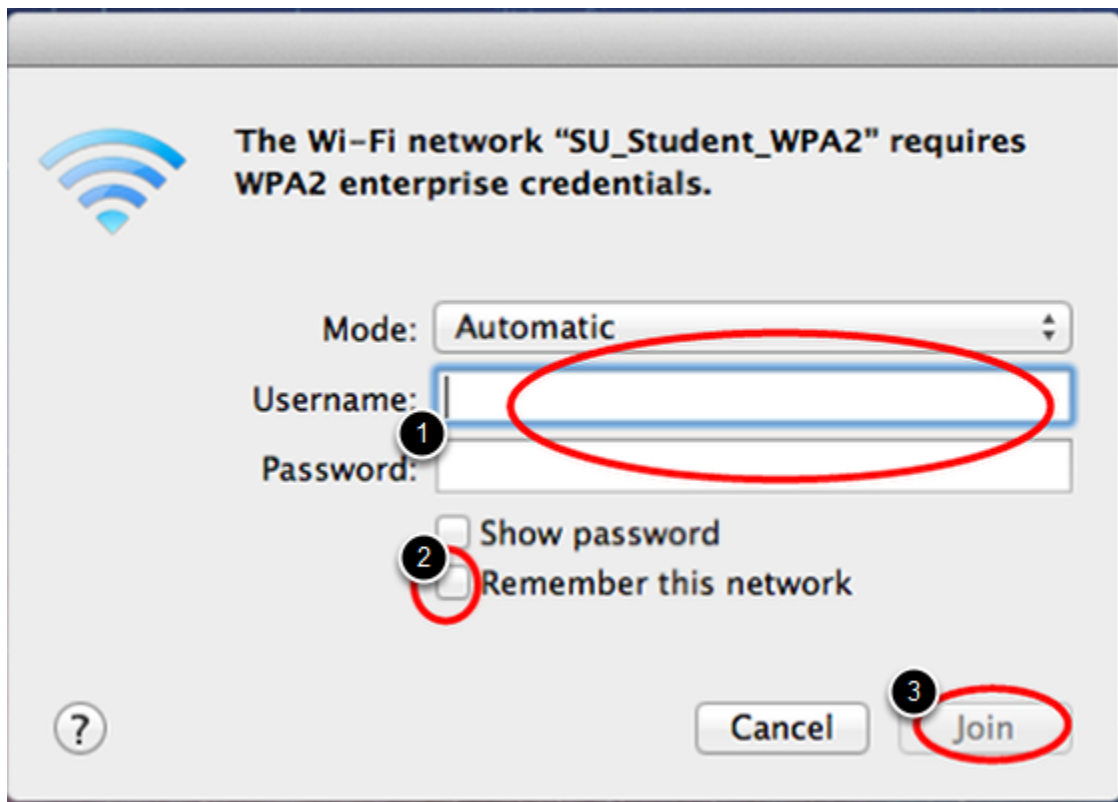 The Wi-Fi network “SU_Student_WPA2” requires
WPA2 enterprise credentials.
Mode: Automatic
Username:
1
Password:
Show password
2
Remember this network
3
? Cancel Join